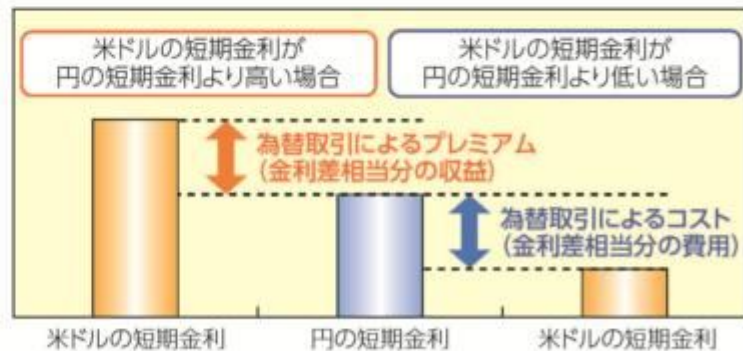 米ドルの短期金利が
円の短期金利より高い場合
米ドルの短期金利が
円の短期金利より低い場合
為替取引によるプレミアム
(金利差相当分の収益)
為替取引によるコスト
(金利差相当分の費用)
米ドルの短期金利
円の短期金利
米ドルの短期金利